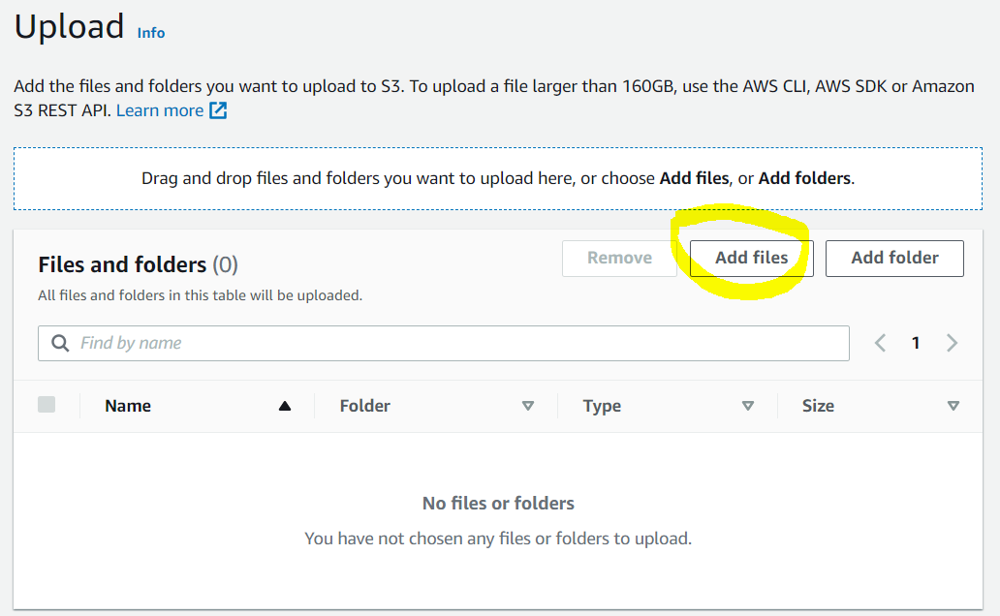 Upload Info
Add the files and folders you want to upload to S3. To upload a file larger than 160GB, use the AWS CLI, AWS SDK or Amazon
S3 REST API. Learn more
Drag and drop files and folders you want to upload here, or choose Add files, or Add folders.
Files and folders (0)
Remove
Add files
Add folder
All files and folders in this table will be uploaded.
Find by name
1
Name
Folder
Type
Size
No files or folders
You have not chosen any files or folders to upload.